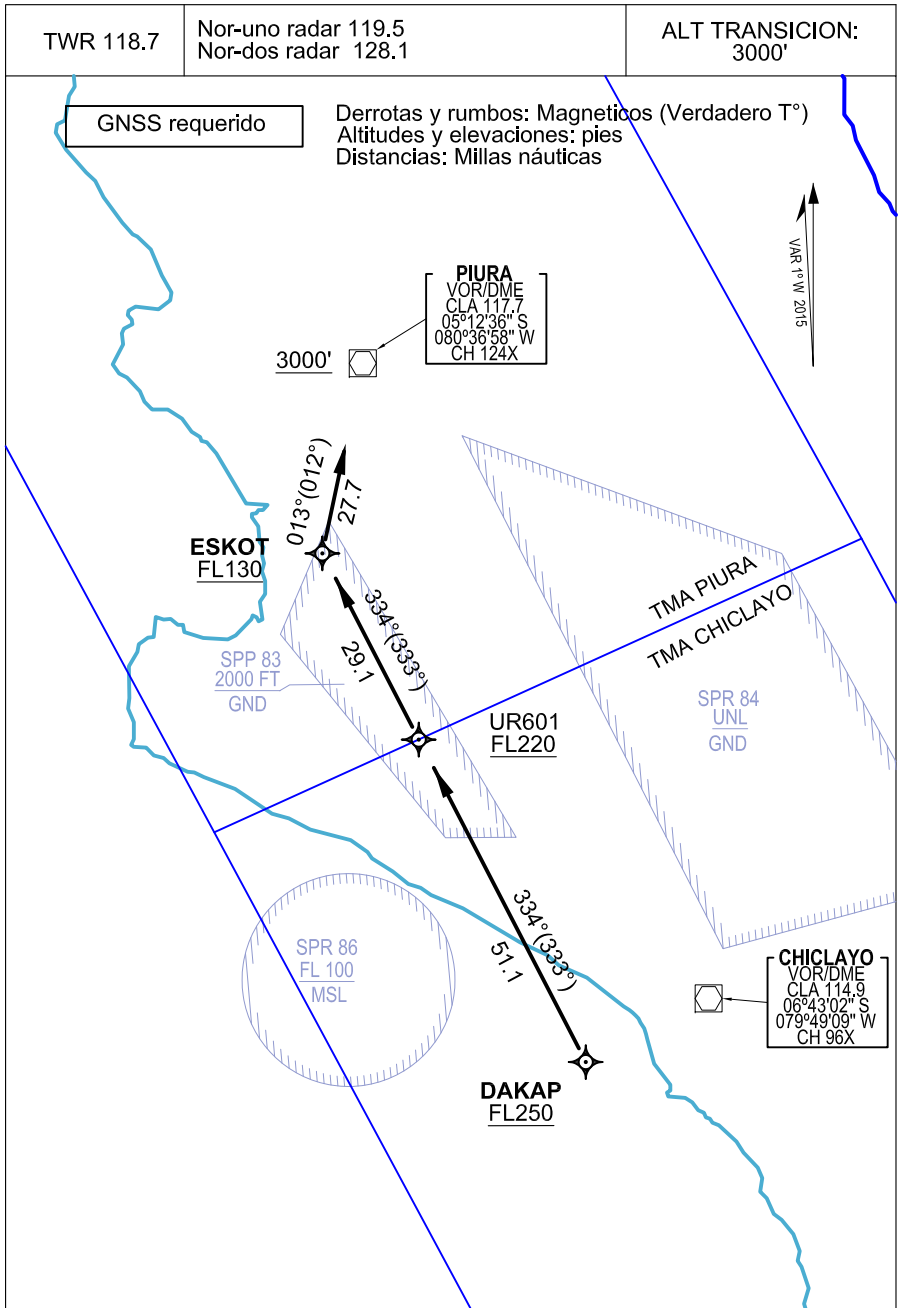 TWR 118.7
Nor-uno radar 119.5
Nor-dos radar 128.1
ALT TRANSICION:
3000'
GNSS requerido
Derrotas y rumbos: Magneticos (Verdadero T°)
Altitudes y elevaciones: pies
Distancias: Millas náuticas
VAR 1º W 2015
PIURA
VOR/DME
CLA 117.7
05º12'36" S
080º36'58" W
CH 124X
3000'
013°(012°)
27.7
ESKOT
FL130
334°(333°)
29.1
TMA PIURA
TMA CHICLAYO
SPP 83
2000 FT
GND
SPR 84
UNL
GND
UR601
FL220
334°(333°)
51.1
SPR 86
FL 100
MSL
CHICLAYO
VOR/DME
CLA 114.9
06º43'02" S
079º49'09" W
CH 96X
DAKAP
FL250